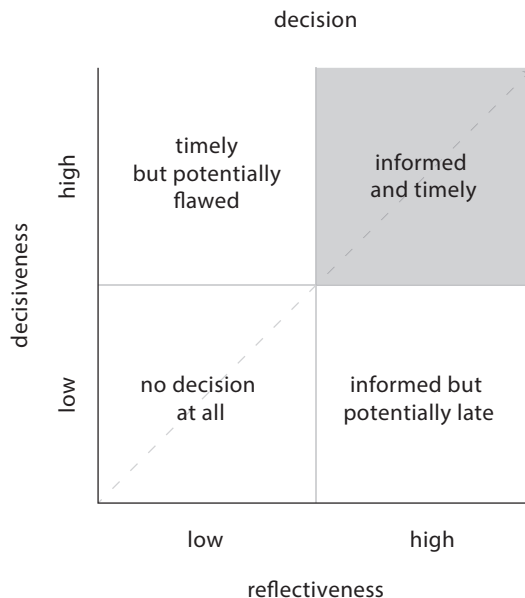 decision
timely
but potentially
flawed
informed
and timely
high
decisiveness
low
no decision
at all
informed but
potentially late
low
high
reflectiveness